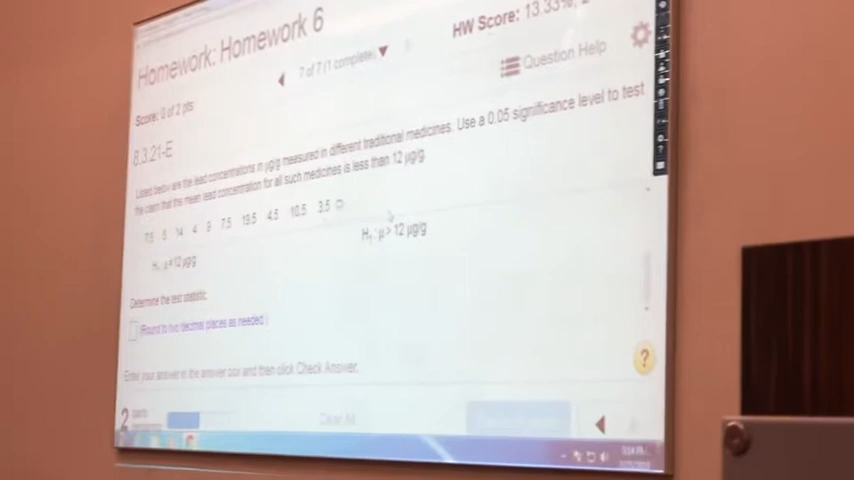 Homework: Homework 6
HW Score: 13.33%, 2
7 of 7 (1 complete)
Score: 0 of 2 pts
Question Help
8.3.21-E
Listed below are the lead concentrations in µg/g measured in different traditional medicines. Use a 0.05 significance level to test
the claim that the mean lead concentration for all such medicines is less than 12 µg/g.
14 4 9 7.5 19.5 4.5 10.5 3.5
H₁: µ > 12 µg/g
12 µg/g
Determine the test statistic.
(Round to two decimal places as needed.)
Enter your answer in the answer box and then click Check Answer.
2 parts
Clear All
?